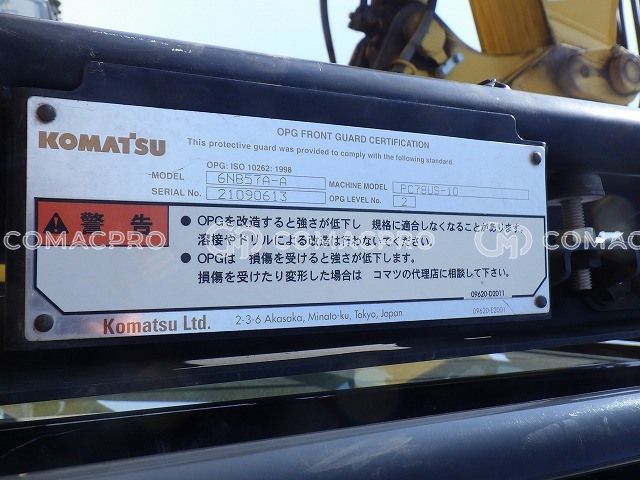 KOMATSU
OPG FRONT GUARD CERTIFICATION
This protective guard was provided to comply with the following standard.
OPG: ISO 10262: 1998
MODEL 6NB57A-A MACHINE MODEL PC78US-10
SERIAL No. 21090613 OPG LEVEL No. 2
警告
● OPGを改造すると強さが低下し 規格に適合しなくなることがあります。
溶接やドリルによる改造は行わないでください。
● OPGは 損傷を受けると強さが低下します。
損傷を受けたり変形した場合は コマツの代理店に相談して下さい。
09620-D2011
Komatsu Ltd. 2-3-6 Akasaka, Minato-ku, Tokyo, Japan
09620-E2001
COMACPRO COMACPRO COMACPRO